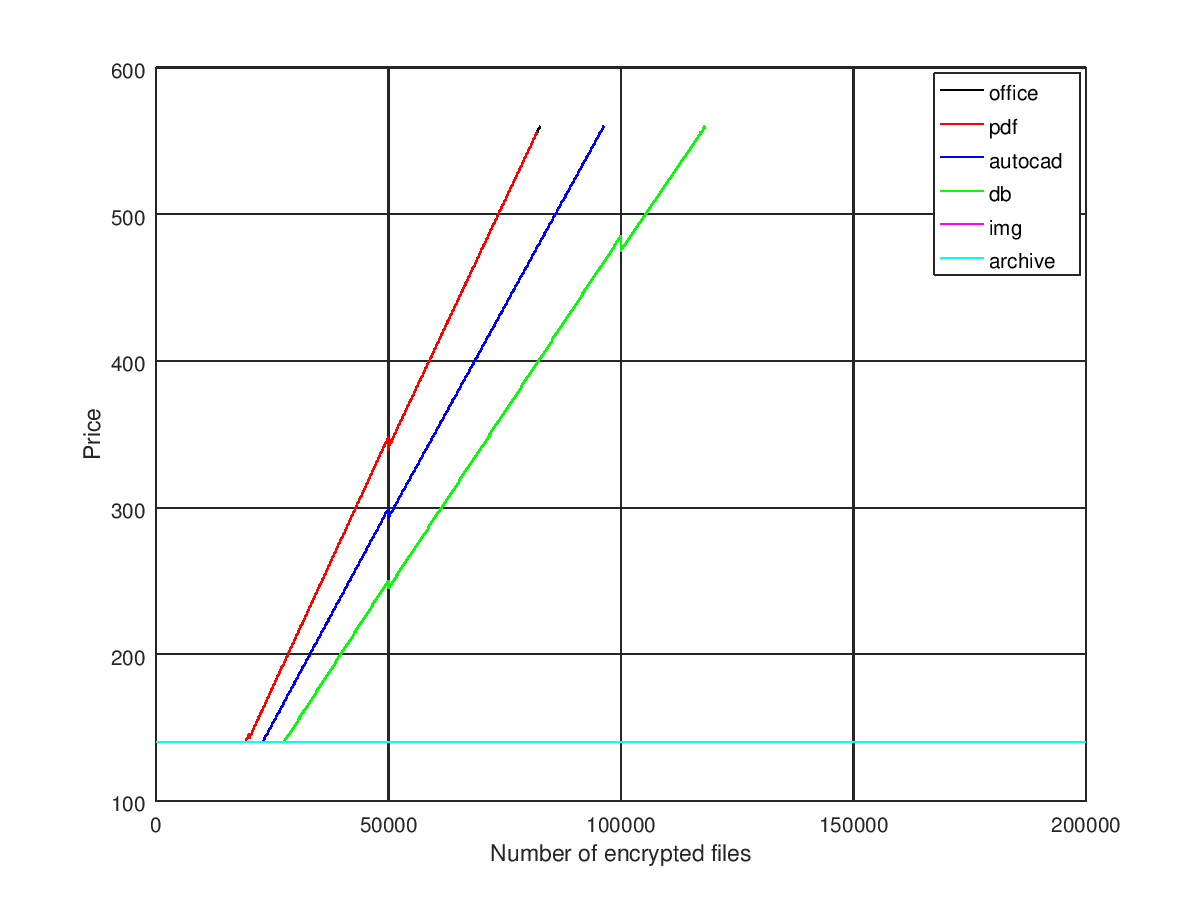 600
500
400
300
200
100
Price
0 50000 100000 150000 200000
Number of encrypted files
office
pdf
autocad
db
img
archive